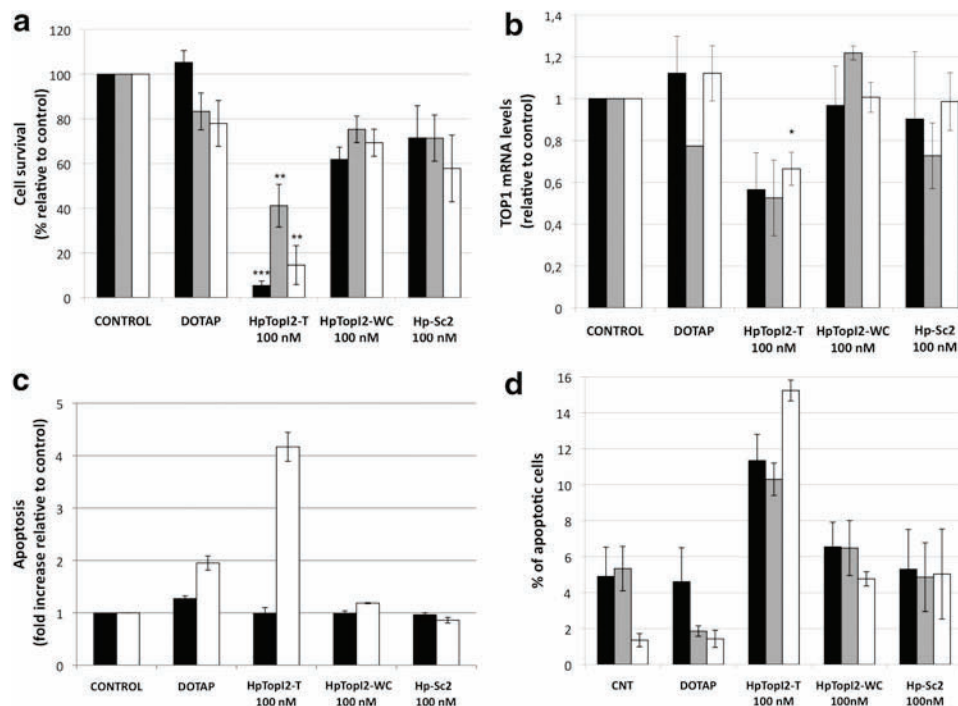 a
Cell survival
(% relative to control)
120
100
80
60
40
20
0
***
**
**
CONTROL DOTAP HpTopI2-T HpTopI2-WC Hp-Sc2
100 nM 100 nM 100 nM
b
TOP1 mRNA levels
(relative to control)
1,4
1,2
1
0,8
0,6
0,4
0,2
0
*
CONTROL DOTAP HpTopI2-T HpTopI2-WC Hp-Sc2
100 nM 100 nM 100 nM
c
Apoptosis
(fold increase relative to control)
5
4
3
2
1
0
CONTROL DOTAP HpTopI2-T HpTopI2-WC Hp-Sc2
100 nM 100 nM 100 nM
d
% of apoptotic cells
16
14
12
10
8
6
4
2
0
CNT DOTAP HpTopI2-T HpTopI2-WC Hp-Sc2
100 nM 100nM 100nM